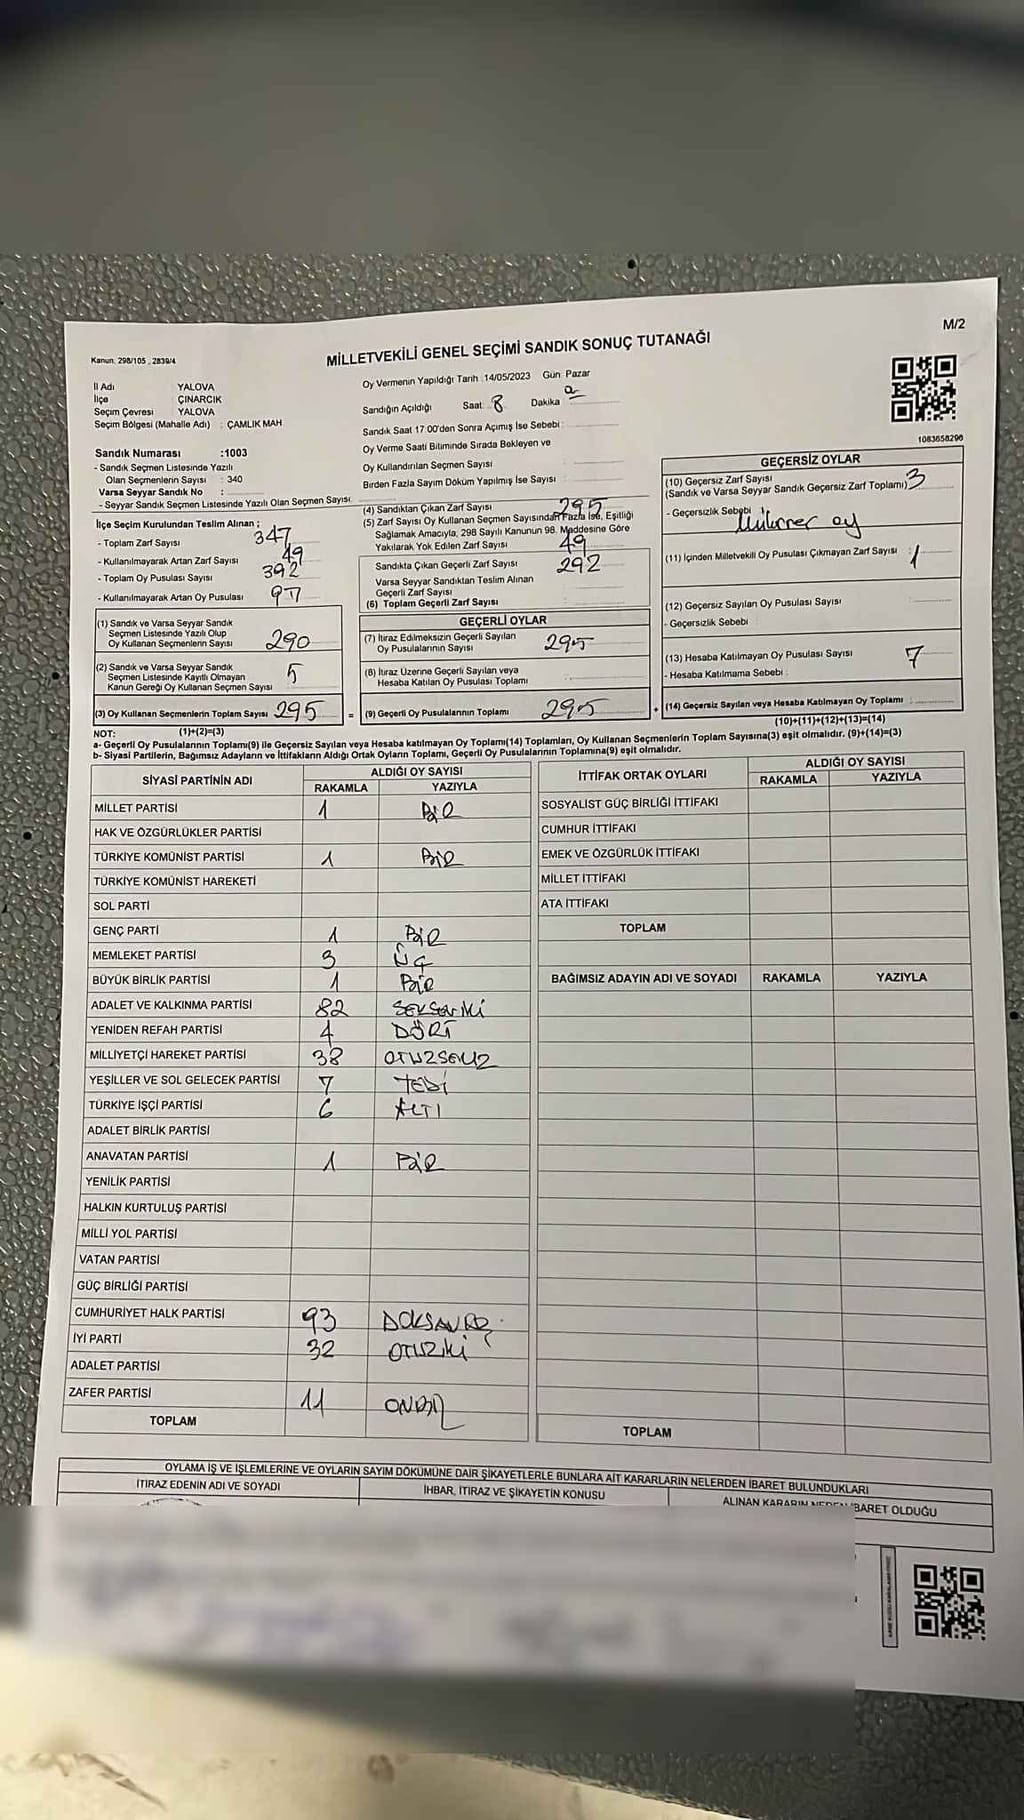 M/2
Kanun: 298/105 , 2839/4
MİLLETVEKİLİ GENEL SEÇİMİ SANDIK SONUÇ TUTANAĞI
İl Adı YALOVA
İlçe ÇINARCIK
Seçim Çevresi YALOVA
Seçim Bölgesi (Mahalle Adı) : ÇAMLIK MAH
Sandık Numarası :1003
- Sandık Seçmen Listesinde Yazılı
Olan Seçmenlerin Sayısı : 340
Varsa Seyyar Sandık No :
- Seyyar Sandık Seçmen Listesinde Yazılı Olan Seçmen Sayısı
Oy Vermenin Yapıldığı Tarih :14/05/2023 Gün: Pazar
Sandığın Açıldığı Saat: 8 Dakika
Sandık Saat 17:00'den Sonra Açımış İse Sebebi :
Oy Verme Saati Bitiminde Sırada Bekleyen ve
Oy Kullandırılan Seçmen Sayısı :
Birden Fazla Sayım Döküm Yapılmış İse Sayısı :
1083658296
İlçe Seçim Kurulundan Teslim Alınan ;
- Toplam Zarf Sayısı 347
- Kullanılmayarak Artan Zarf Sayısı 49
- Toplam Oy Pusulası Sayısı 392
- Kullanılmayarak Artan Oy Pusulası 97
(1) Sandık ve Varsa Seyyar Sandık
Seçmen Listesinde Yazılı Olup
Oy Kullanan Seçmenlerin Sayısı 290
(2) Sandık ve Varsa Seyyar Sandık
Seçmen Listesinde Kayıtlı Olmayan
Kanun Gereği Oy Kullanan Seçmen Sayısı 5
(3) Oy Kullanan Seçmenlerin Toplam Sayısı 295 =
(4) Sandıktan Çıkan Zarf Sayısı 295
(5) Zarf Sayısı Oy Kullanan Seçmen Sayısından Fazla İse, Eşitliği
Sağlamak Amacıyla, 298 Sayılı Kanunun 98. Maddesine Göre
Yakılarak Yok Edilen Zarf Sayısı 49
Sandıkta Çıkan Geçerli Zarf Sayısı 292
Varsa Seyyar Sandıktan Teslim Alınan
Geçerli Zarf Sayısı :
(6) Toplam Geçerli Zarf Sayısı :
GEÇERLİ OYLAR
(7) İtiraz Edilmeksizin Geçerli Sayılan
Oy Pusulalarının Sayısı 295
(8) İtiraz Üzerine Geçerli Sayılan veya
Hesaba Katılan Oy Pusulası Toplamı :
(9) Geçerli Oy Pusulalarının Toplamı 295 +
GEÇERSİZ OYLAR
(10) Geçersiz Zarf Sayısı 3
(Sandık ve Varsa Seyyar Sandık Geçersiz Zarf Toplamı)
- Geçersizlik Sebebi : oy
(11) İçinden Milletvekili Oy Pusulası Çıkmayan Zarf Sayısı 1
(12) Geçersiz Sayılan Oy Pusulası Sayısı :
- Geçersizlik Sebebi :
(13) Hesaba Katılmayan Oy Pusulası Sayısı 7
- Hesaba Katılmama Sebebi :
(14) Geçersiz Sayılan veya Hesaba Katılmayan Oy Toplamı :
(10)+(11)+(12)+(13)=(14)
NOT: (1)+(2)=(3)
a- Geçerli Oy Pusulalarının Toplamı(9) ile Geçersiz Sayılan veya Hesaba katılmayan Oy Toplamı(14) Toplamları, Oy Kullanan Seçmenlerin Toplam Sayısına(3) eşit olmalıdır. (9)+(14)=(3)
b- Siyasi Partilerin, Bağımsız Adayların ve İttifakların Aldığı Ortak Oyların Toplamı, Geçerli Oy Pusulalarının Toplamına(9) eşit olmalıdır.
SİYASİ PARTİNİN ADI ALDIĞI OY SAYISI
RAKAMLA YAZIYLA
MİLLET PARTİSİ 1 BİR
HAK VE ÖZGÜRLÜKLER PARTİSİ
TÜRKİYE KOMÜNİST PARTİSİ 1 BİR
TÜRKİYE KOMÜNİST HAREKETİ
SOL PARTİ
GENÇ PARTİ 1 BİR
MEMLEKET PARTİSİ 3 ÜÇ
BÜYÜK BİRLİK PARTİSİ 1 BİR
ADALET VE KALKINMA PARTİSİ 82 SEKSENİKİ
YENİDEN REFAH PARTİSİ 4 DÖRT
MİLLİYETÇİ HAREKET PARTİSİ 38 OTUZSEKİZ
YEŞİLLER VE SOL GELECEK PARTİSİ 7 YEDİ
TÜRKİYE İŞÇİ PARTİSİ 6 ALTI
ADALET BİRLİK PARTİSİ
ANAVATAN PARTİSİ 1 BİR
YENİLİK PARTİSİ
HALKIN KURTULUŞ PARTİSİ
MİLLİ YOL PARTİSİ
VATAN PARTİSİ
GÜÇ BİRLİĞİ PARTİSİ
CUMHURİYET HALK PARTİSİ 93 DOKSANÜÇ
İYİ PARTİ 32 OTUZİKİ
ADALET PARTİSİ
ZAFER PARTİSİ 11 ONBİR
TOPLAM
İTTİFAK ORTAK OYLARI ALDIĞI OY SAYISI
RAKAMLA YAZIYLA
SOSYALİST GÜÇ BİRLİĞİ İTTİFAKI
CUMHUR İTTİFAKI
EMEK VE ÖZGÜRLÜK İTTİFAKI
MİLLET İTTİFAKI
ATA İTTİFAKI
TOPLAM
BAĞIMSIZ ADAYIN ADI VE SOYADI RAKAMLA YAZIYLA
TOPLAM
OYLAMA İŞ VE İŞLEMLERİNE VE OYLARIN SAYIM DÖKÜMÜNE DAİR ŞİKAYETLERLE BUNLARA AİT KARARLARIN NELERDEN İBARET BULUNDUKLARI
İTİRAZ EDENİN ADI VE SOYADI İHBAR, İTİRAZ VE ŞİKAYETİN KONUSU ALINAN KARARIN OLDUĞU